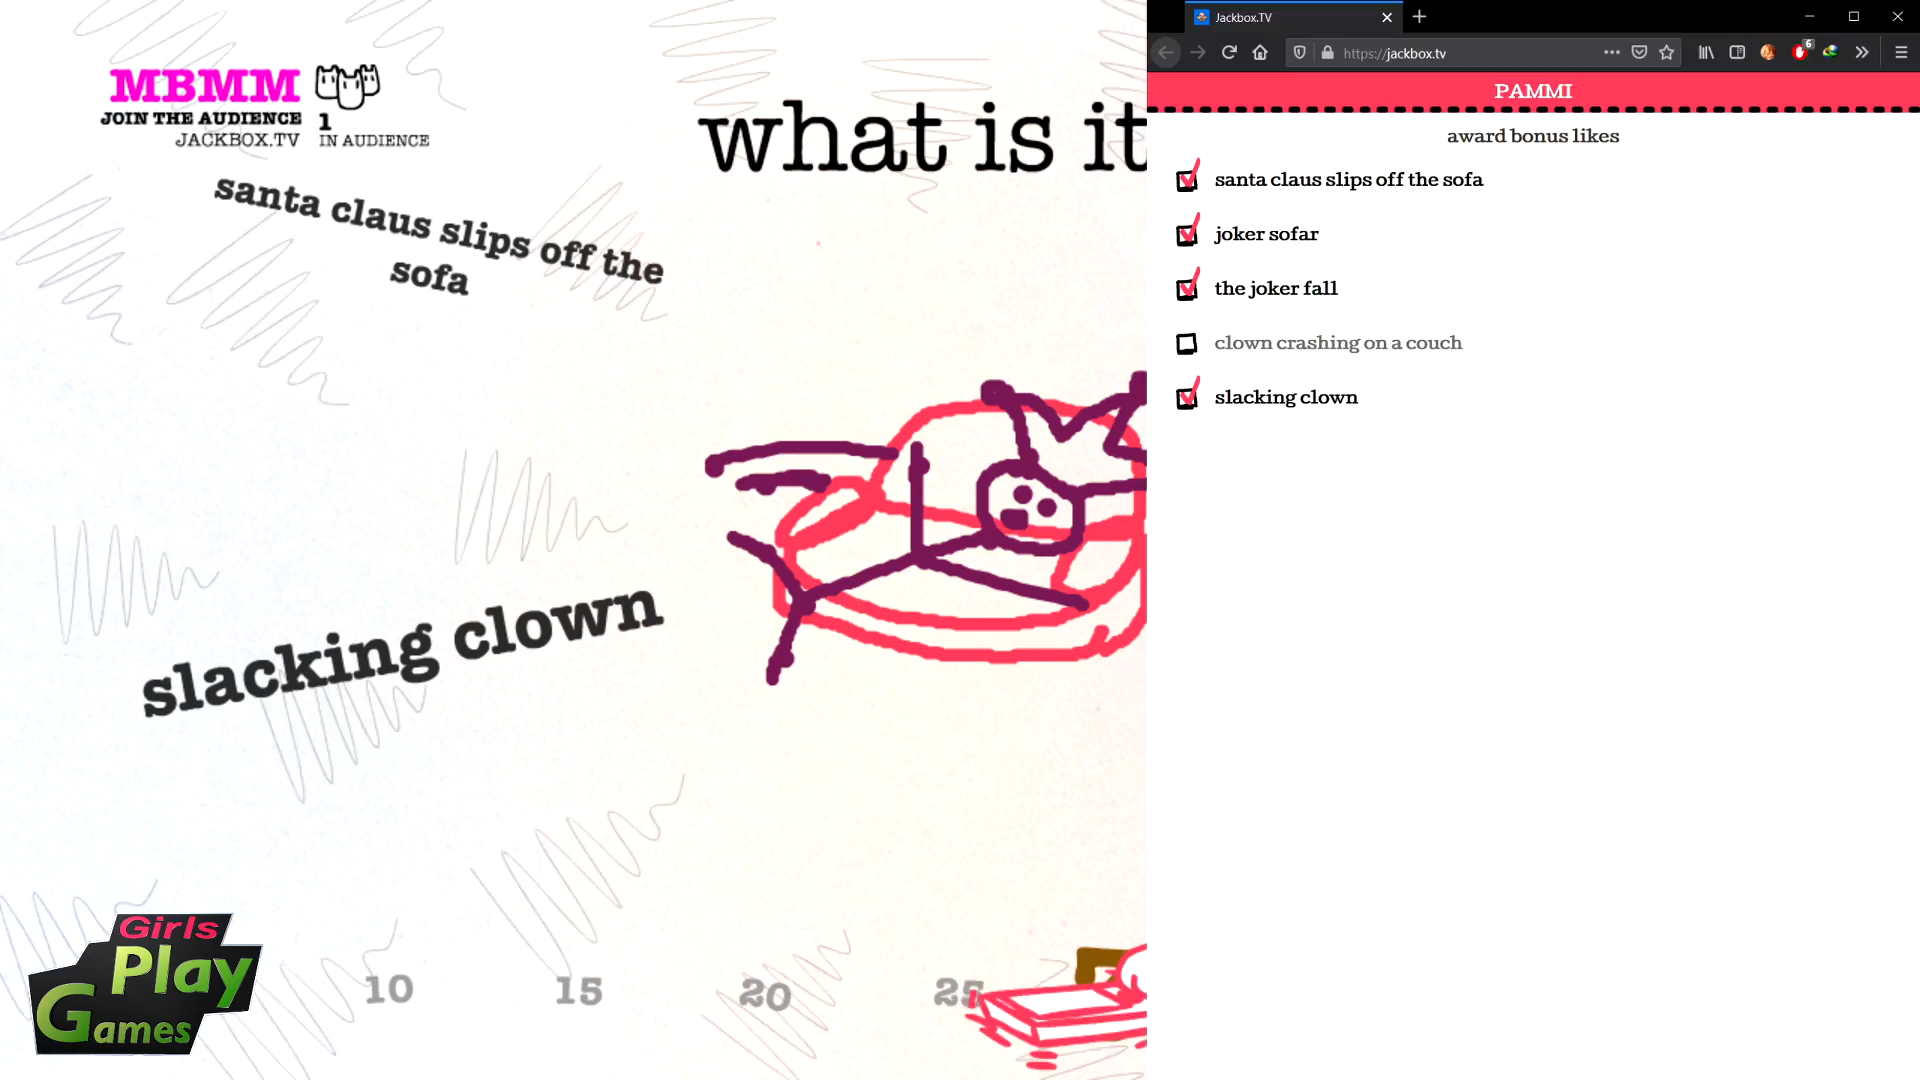 MBMM
JOIN THE AUDIENCE
JACKBOX.TV
1
IN AUDIENCE
what is it
santa claus slips off the
sofa
slacking clown
10 15 20 25
Girls
Play
Games
Jackbox.TV
https://jackbox.tv
6
PAMMI
award bonus likes
santa claus slips off the sofa
joker sofar
the joker fall
clown crashing on a couch
slacking clown